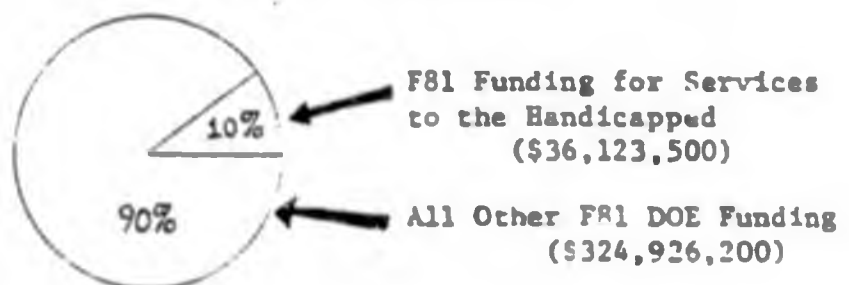 F81 Funding for Services
to the Handicapped
($36,123,500)
10%
90%
All Other F81 DOE Funding
($324,926,200)